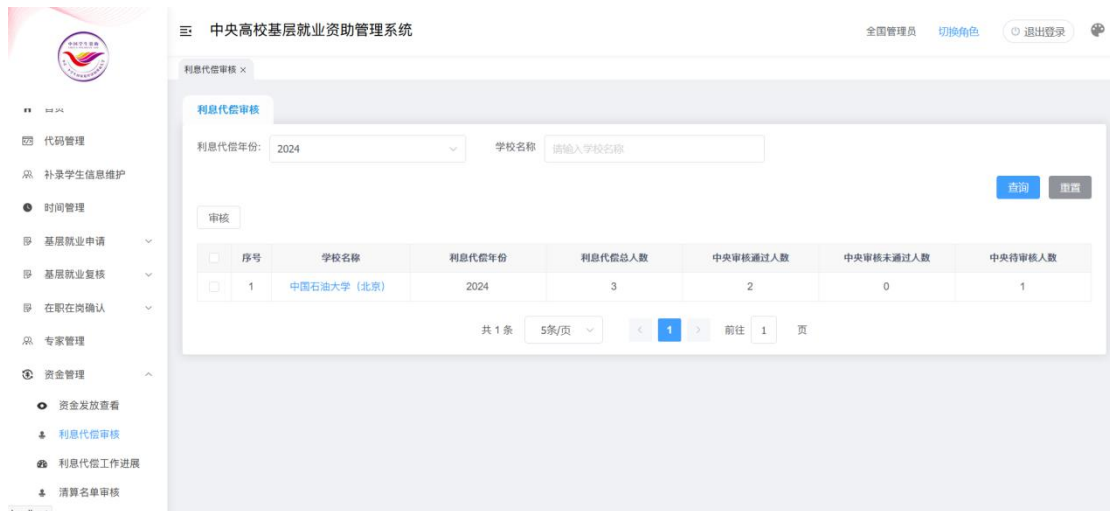 中央高校基层就业资助管理系统
全国管理员 切换角色 退出登录
利息代偿审核 ×
首页
代码管理
补录学生信息维护
时间管理
基层就业申请
基层就业复核
在职在岗确认
专家管理
资金管理
资金发放查看
利息代偿审核
利息代偿工作进展
清算名单审核
利息代偿审核
利息代偿年份: 2024 学校名称 请输入学校名称
查询 重置
审核
序号 学校名称 利息代偿年份 利息代偿总人数 中央审核通过人数 中央审核未通过人数 中央待审核人数
1 中国石油大学（北京） 2024 3 2 0 1
共 1 条 5条/页 < 1 > 前往 1 页